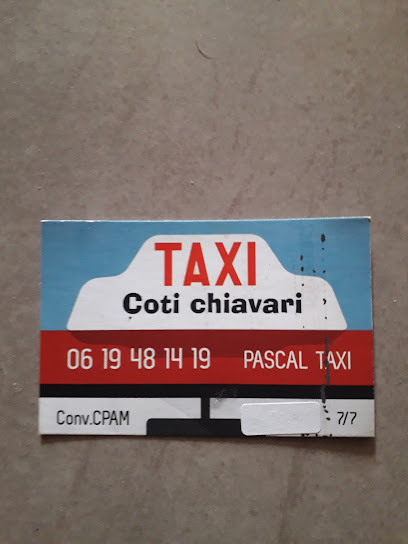 TAXI
Coti chiavari
06 19 48 14 19 PASCAL TAXI
Conv.CPAM 7/7